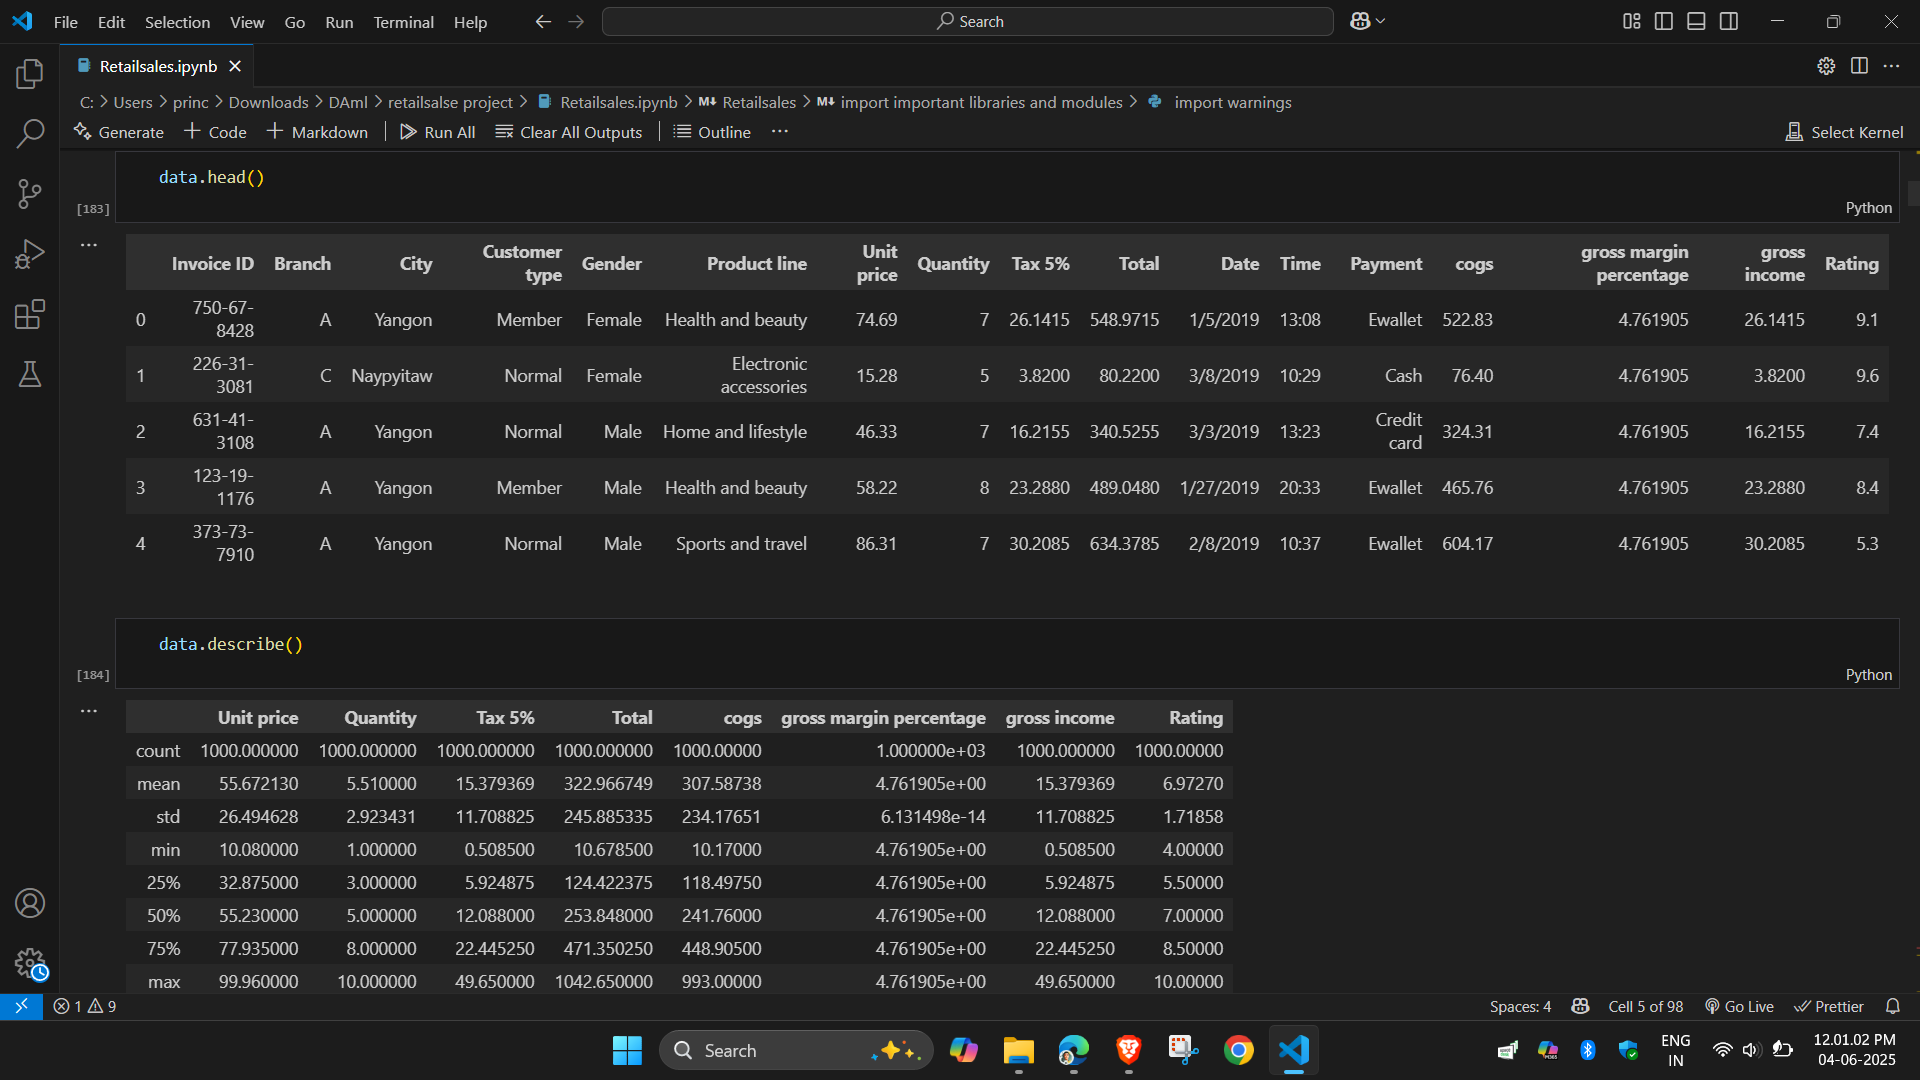 File Edit Selection View Go Run Terminal Help
Search
Retailsales.ipynb
C: > Users > princ > Downloads > DAml > retailsalse project > Retailsales.ipynb > M↓ Retailsales > M↓ import important libraries and modules > import warnings
Generate + Code + Markdown | Run All Clear All Outputs | Outline ... Select Kernel
data.head()
[183] Python
Invoice ID Branch City Customer type Gender Product line Unit price Quantity Tax 5% Total Date Time Payment cogs gross margin percentage gross income Rating
0 750-67-8428 A Yangon Member Female Health and beauty 74.69 7 26.1415 548.9715 1/5/2019 13:08 Ewallet 522.83 4.761905 26.1415 9.1
1 226-31-3081 C Naypyitaw Normal Female Electronic accessories 15.28 5 3.8200 80.2200 3/8/2019 10:29 Cash 76.40 4.761905 3.8200 9.6
2 631-41-3108 A Yangon Normal Male Home and lifestyle 46.33 7 16.2155 340.5255 3/3/2019 13:23 Credit card 324.31 4.761905 16.2155 7.4
3 123-19-1176 A Yangon Member Male Health and beauty 58.22 8 23.2880 489.0480 1/27/2019 20:33 Ewallet 465.76 4.761905 23.2880 8.4
4 373-73-7910 A Yangon Normal Male Sports and travel 86.31 7 30.2085 634.3785 2/8/2019 10:37 Ewallet 604.17 4.761905 30.2085 5.3
data.describe()
[184] Python
Unit price Quantity Tax 5% Total cogs gross margin percentage gross income Rating
count 1000.000000 1000.000000 1000.000000 1000.000000 1000.00000 1.000000e+03 1000.000000 1000.00000
mean 55.672130 5.510000 15.379369 322.966749 307.58738 4.761905e+00 15.379369 6.97270
std 26.494628 2.923431 11.708825 245.885335 234.17651 6.131498e-14 11.708825 1.71858
min 10.080000 1.000000 0.508500 10.678500 10.17000 4.761905e+00 0.508500 4.00000
25% 32.875000 3.000000 5.924875 124.422375 118.49750 4.761905e+00 5.924875 5.50000
50% 55.230000 5.000000 12.088000 253.848000 241.76000 4.761905e+00 12.088000 7.00000
75% 77.935000 8.000000 22.445250 471.350250 448.90500 4.761905e+00 22.445250 8.50000
max 99.960000 10.000000 49.650000 1042.650000 993.00000 4.761905e+00 49.650000 10.00000
1 9 Spaces: 4 Cell 5 of 98 Go Live Prettier
Search
ENG
IN
12.01.02 PM
04-06-2025